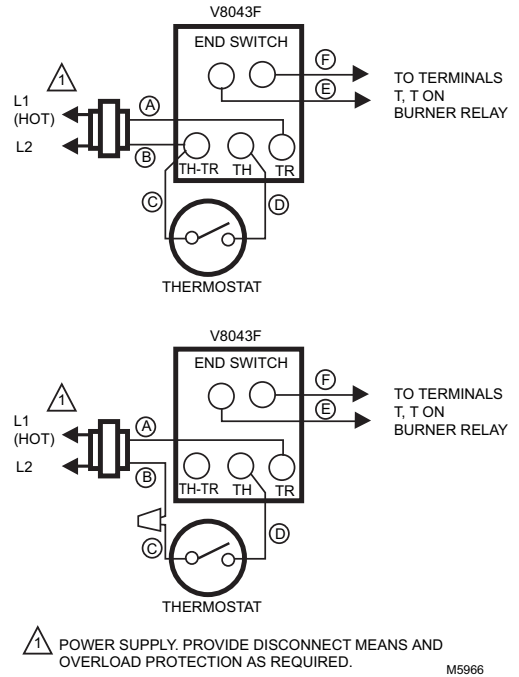 V8043F
END SWITCH
F
E
TO TERMINALS
T, T ON
BURNER RELAY
1
L1
(HOT)
L2
A
B
TH-TR TH TR
C
D
THERMOSTAT
V8043F
END SWITCH
F
E
TO TERMINALS
T, T ON
BURNER RELAY
1
L1
(HOT)
L2
A
B
TH-TR TH TR
C
D
THERMOSTAT
1 POWER SUPPLY. PROVIDE DISCONNECT MEANS AND
OVERLOAD PROTECTION AS REQUIRED.
M5966